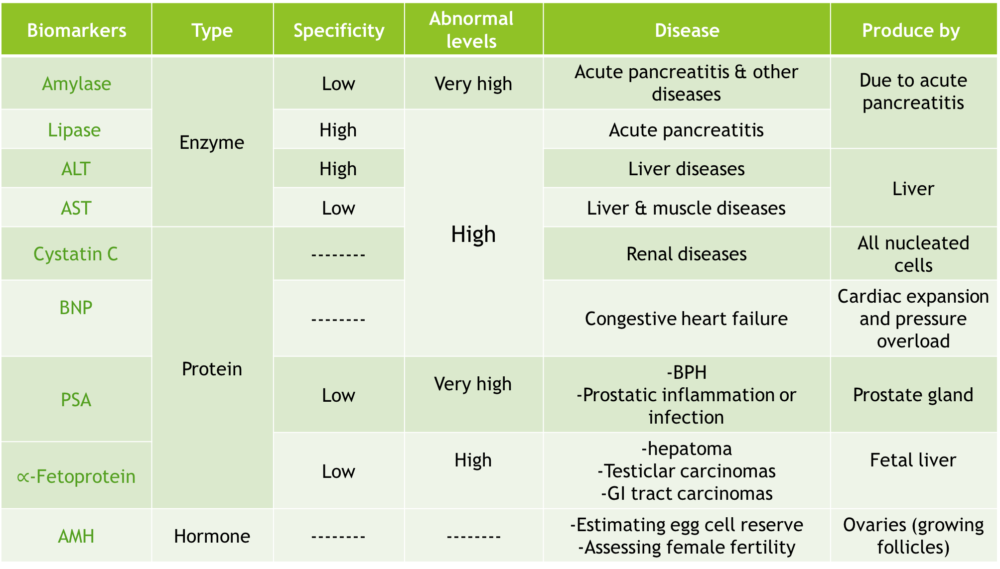 Biomarkers
Type
Specificity
Abnormal
levels
Disease
Produce by
Amylase
Enzyme
Low
Very high
Acute pancreatitis & other
diseases
Due to acute
pancreatitis
Lipase
High
High
Acute pancreatitis
ALT
High
Liver diseases
Liver
AST
Low
Liver & muscle diseases
Cystatin C
Protein
--------
Renal diseases
All nucleated
cells
BNP
--------
Congestive heart failure
Cardiac expansion
and pressure
overload
PSA
Low
Very high
-BPH
-Prostatic inflammation or
infection
Prostate gland
∝-Fetoprotein
Low
High
-hepatoma
-Testiclar carcinomas
-GI tract carcinomas
Fetal liver
AMH
Hormone
--------
--------
-Estimating egg cell reserve
-Assessing female fertility
Ovaries (growing
follicles)